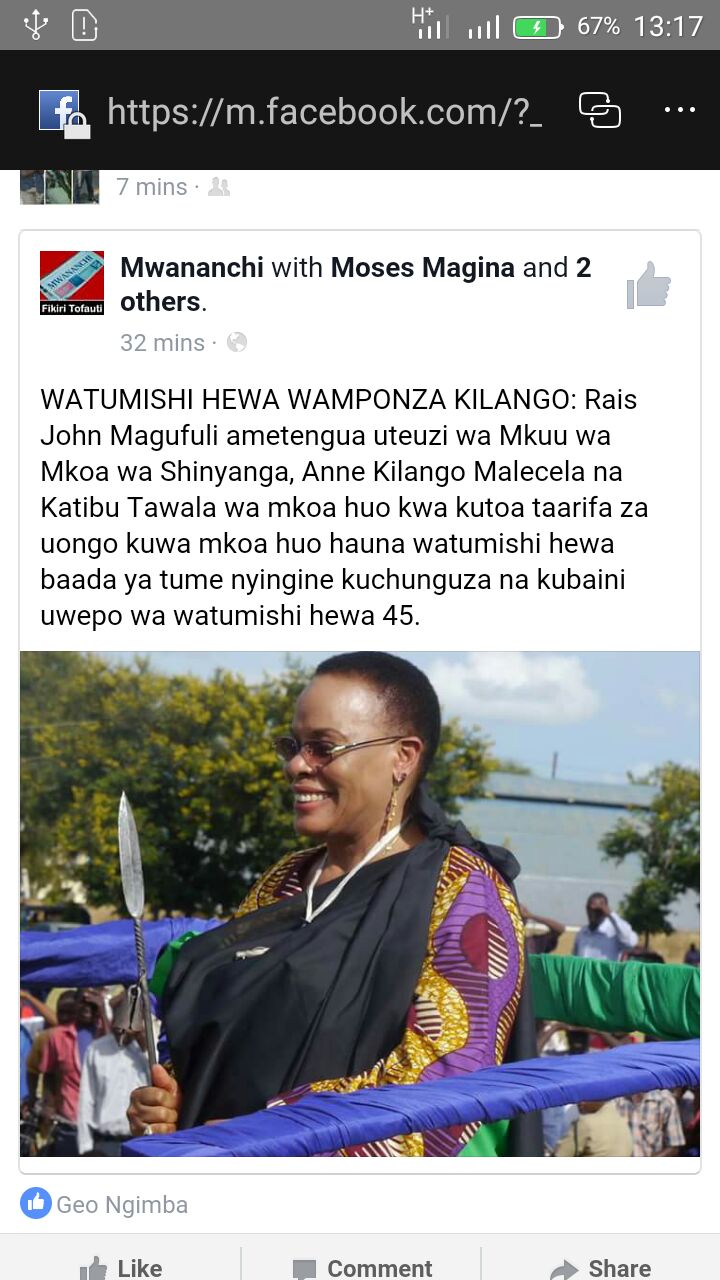 H+
67% 13:17
https://m.facebook.com/?_
7 mins ·
MWANANCHI
Fikiri Tofauti
Mwananchi with Moses Magina and 2
others.
32 mins ·
WATUMISHI HEWA WAMPONZA KILANGO: Rais
John Magufuli ametengua uteuzi wa Mkuu wa
Mkoa wa Shinyanga, Anne Kilango Malecela na
Katibu Tawala wa mkoa huo kwa kutoa taarifa za
uongo kuwa mkoa huo hauna watumishi hewa
baada ya tume nyingine kuchunguza na kubaini
uwepo wa watumishi hewa 45.
Geo Ngimba
Like Comment Share